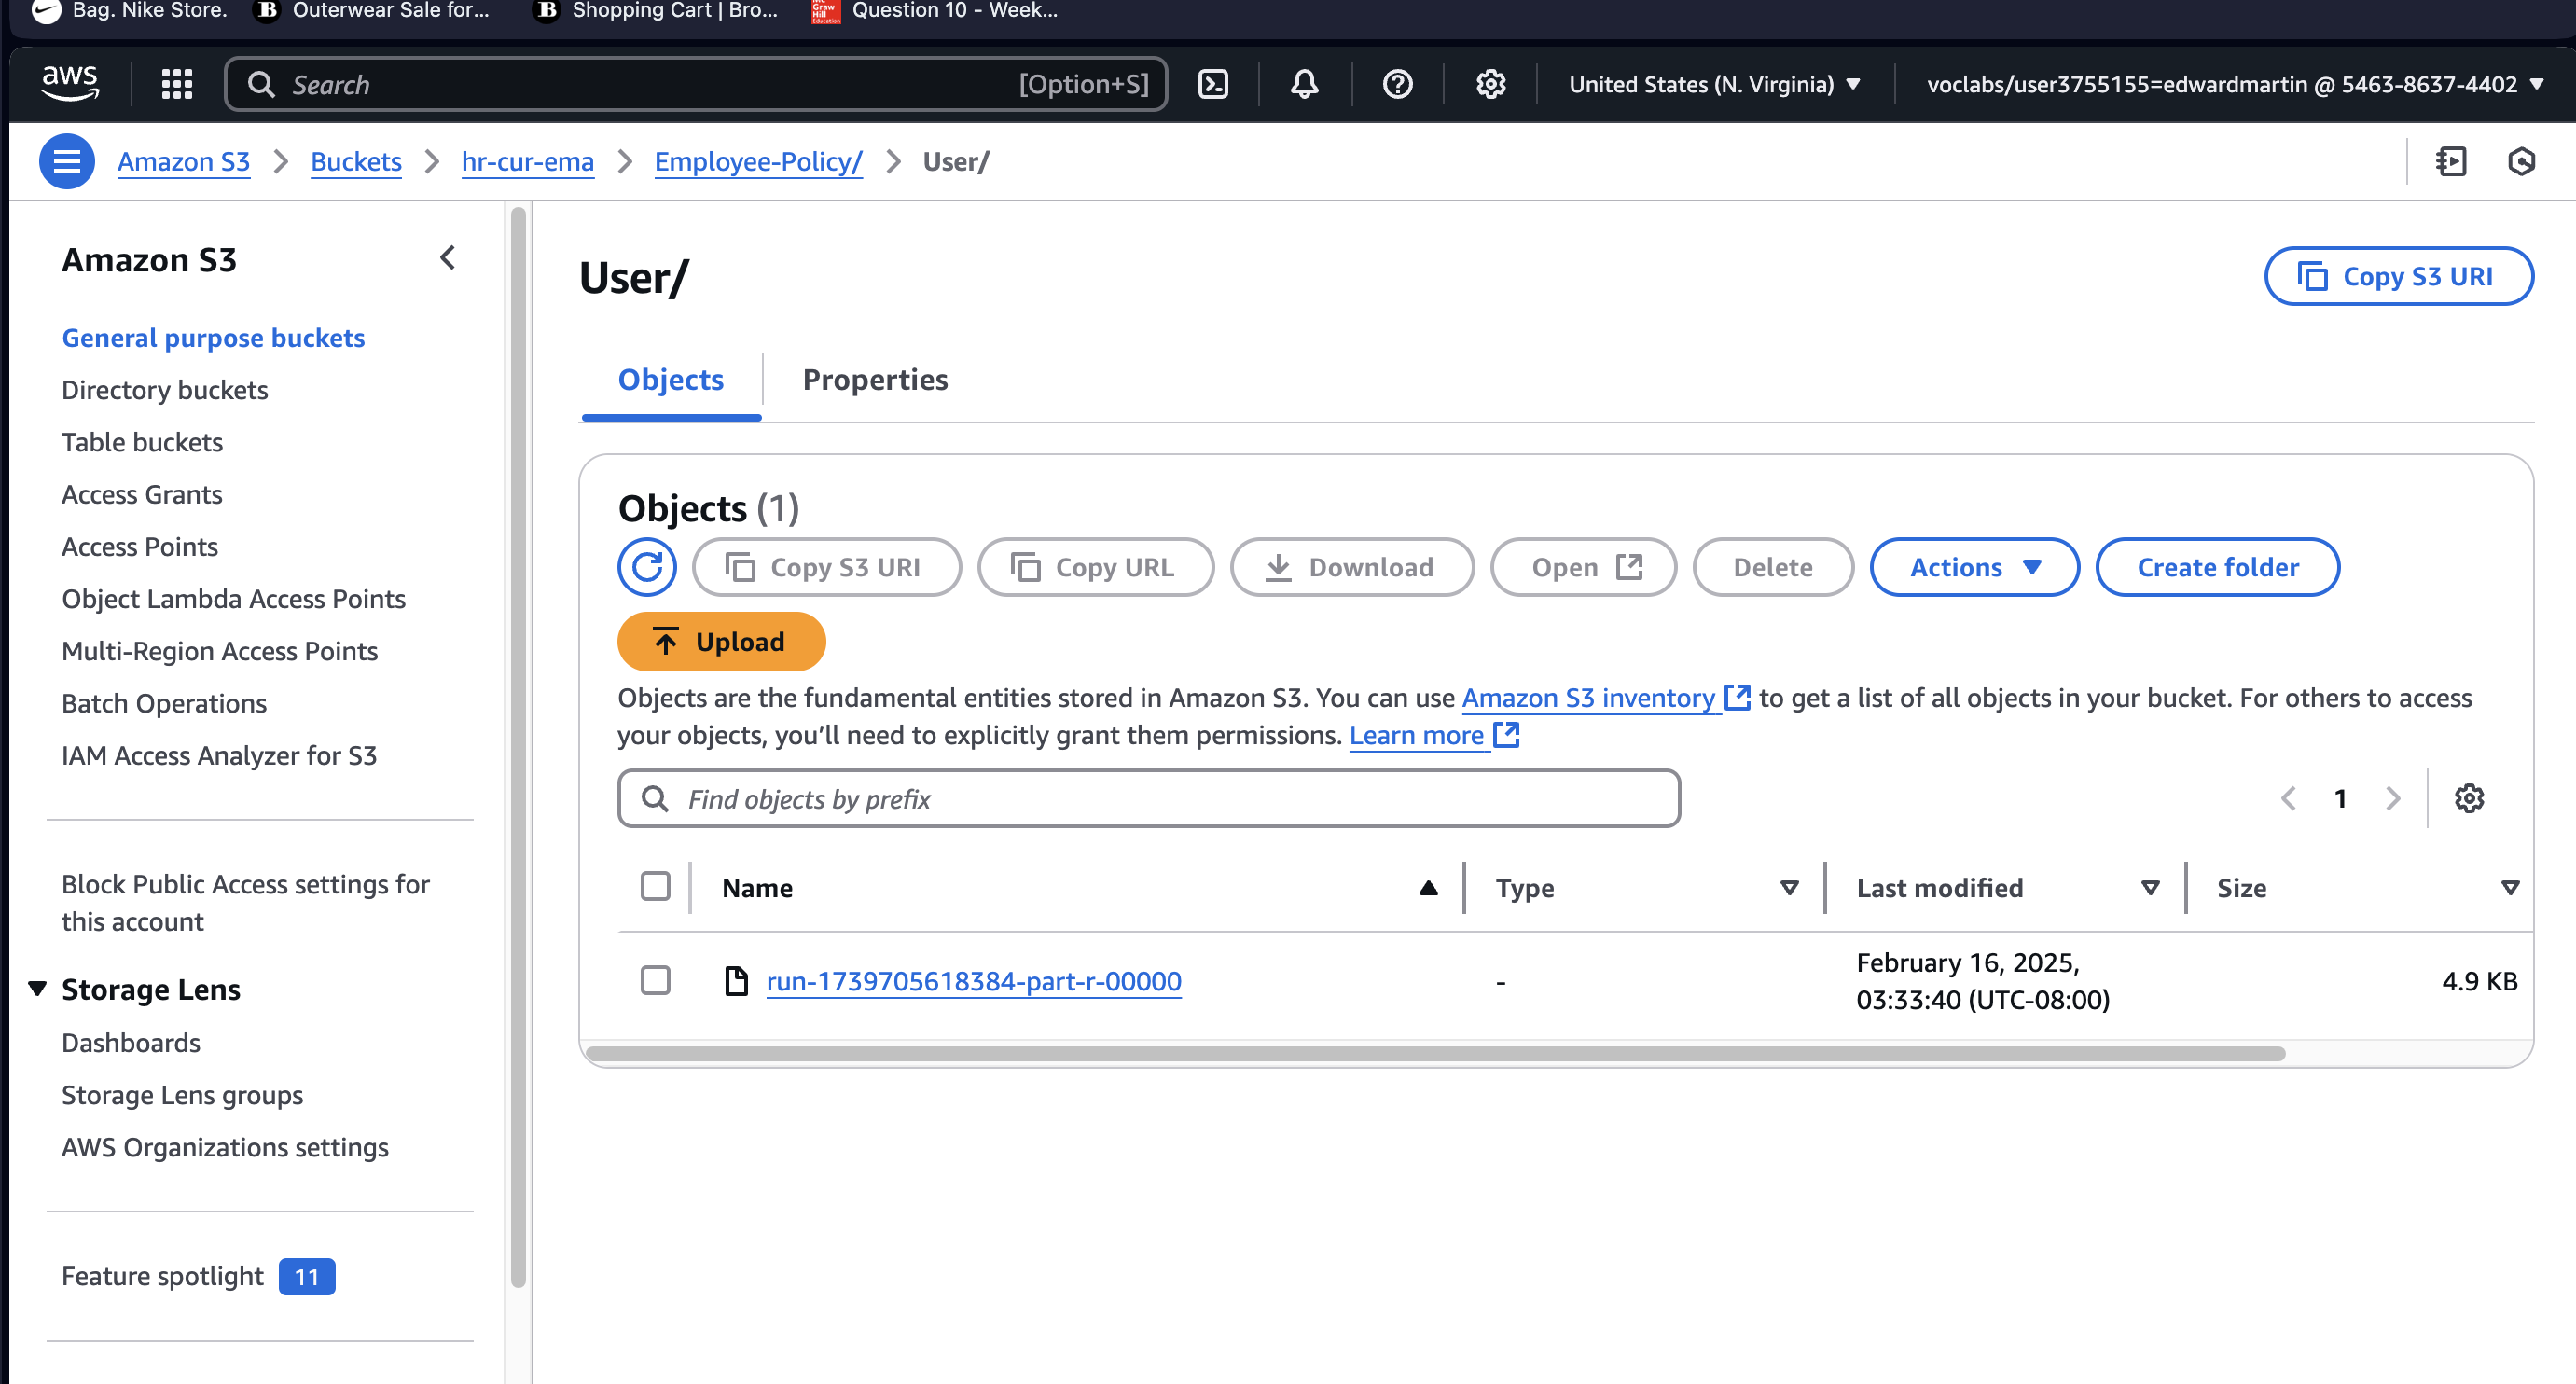 Bag. Nike Store.
B Outerwear Sale for...
B Shopping Cart | Bro...
Mc Graw Hill Education Question 10 - Week...
aws
Search [Option+S]
United States (N. Virginia)
voclabs/user3755155=edwardmartin @ 5463-8637-4402
Amazon S3 > Buckets > hr-cur-ema > Employee-Policy/ > User/
Amazon S3
General purpose buckets
Directory buckets
Table buckets
Access Grants
Access Points
Object Lambda Access Points
Multi-Region Access Points
Batch Operations
IAM Access Analyzer for S3
Block Public Access settings for
this account
Storage Lens
Dashboards
Storage Lens groups
AWS Organizations settings
Feature spotlight 11
User/
Copy S3 URI
Objects
Properties
Objects (1)
Copy S3 URI
Copy URL
Download
Open
Delete
Actions
Create folder
Upload
Objects are the fundamental entities stored in Amazon S3. You can use Amazon S3 inventory to get a list of all objects in your bucket. For others to access
your objects, you’ll need to explicitly grant them permissions. Learn more
Find objects by prefix
1
Name Type Last modified Size
run-1739705618384-part-r-00000 - February 16, 2025, 4.9 KB
03:33:40 (UTC-08:00)